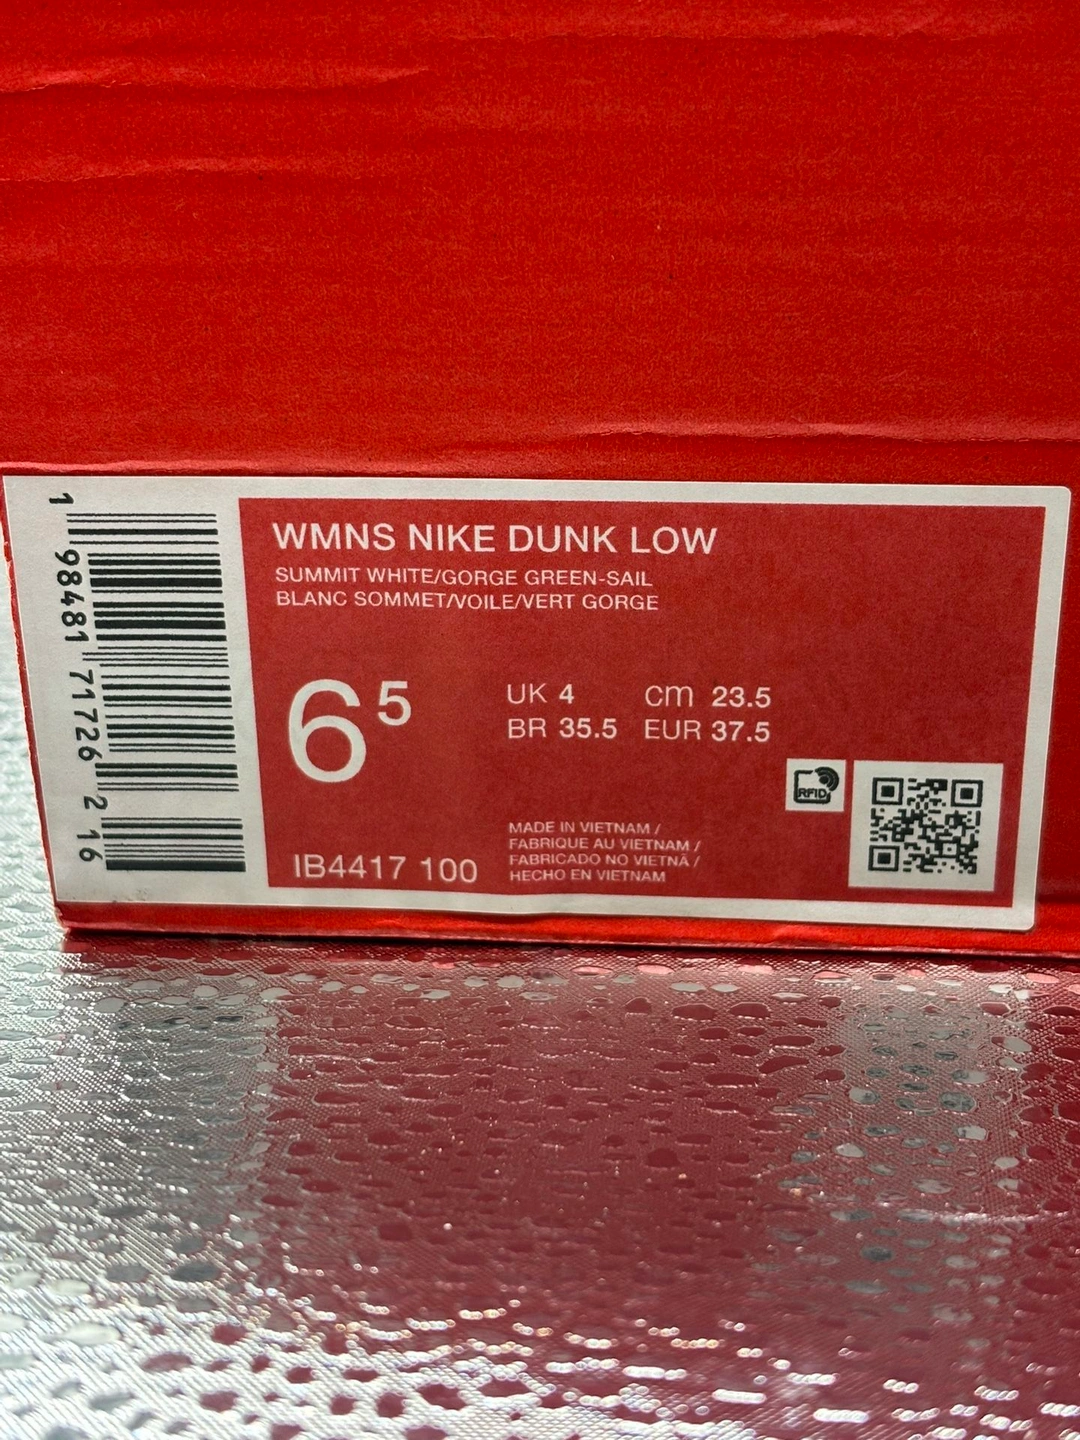 WMNS NIKE DUNK LOW
SUMMIT WHITE/GORGE GREEN-SAIL
BLANC SOMMET/VOILE/VERT GORGE
6 5
UK 4 cm 23.5
BR 35.5 EUR 37.5
RFID
MADE IN VIETNAM /
FABRIQUE AU VIETNAM /
FABRICADO NO VIETNÃ /
HECHO EN VIETNAM
IB4417 100
1 98481 71726 2 16